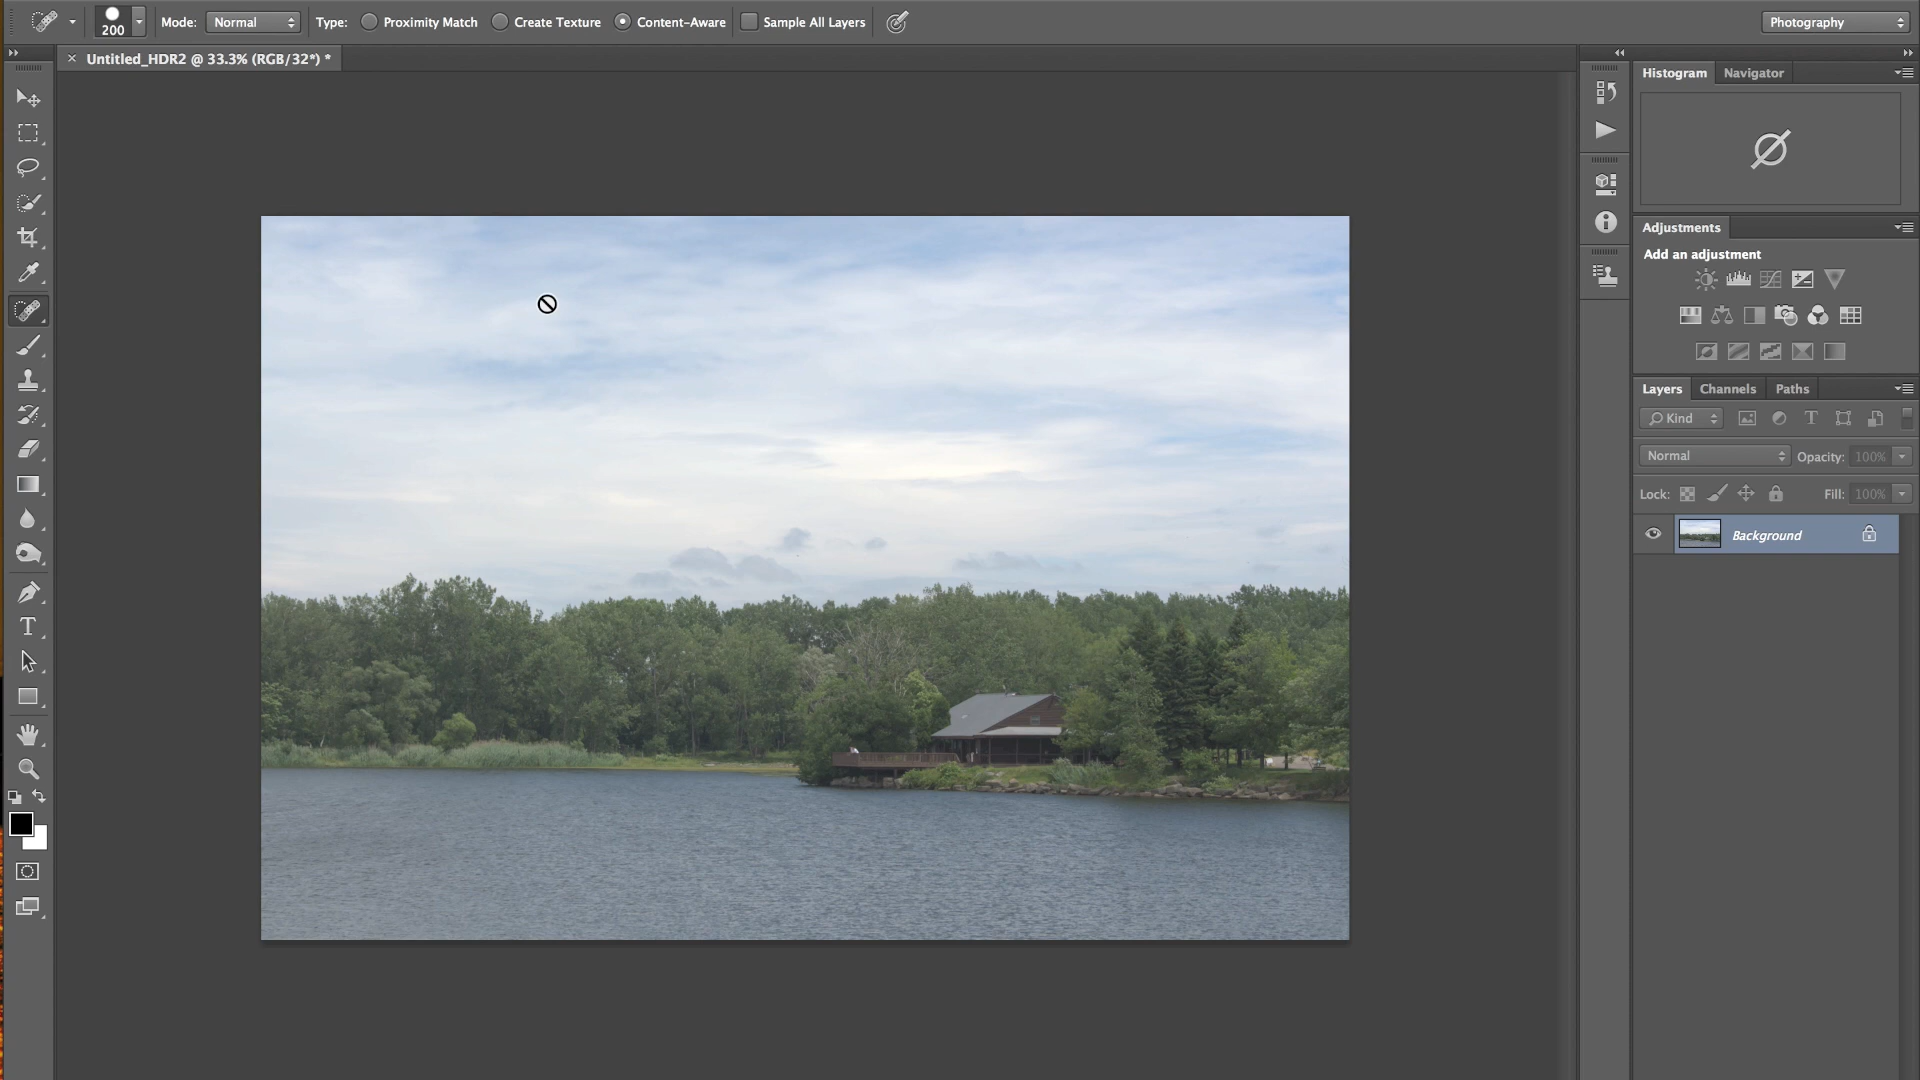 200 Mode: Normal Type: Proximity Match Create Texture Content-Aware Sample All Layers Photography
× Untitled_HDR2 @ 33.3% (RGB/32*) *
Histogram Navigator
Adjustments
Add an adjustment
Layers Channels Paths
Kind T
Normal Opacity: 100%
Lock: Fill: 100%
Background
T